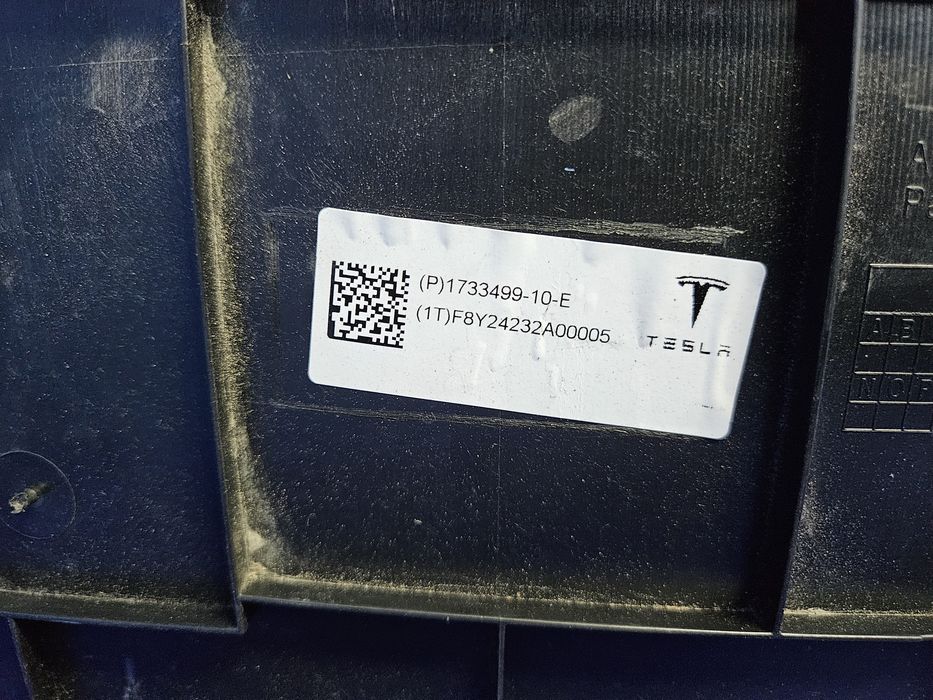 (P)1733499-10-E
(1T)F8Y24232A00005
TESLA